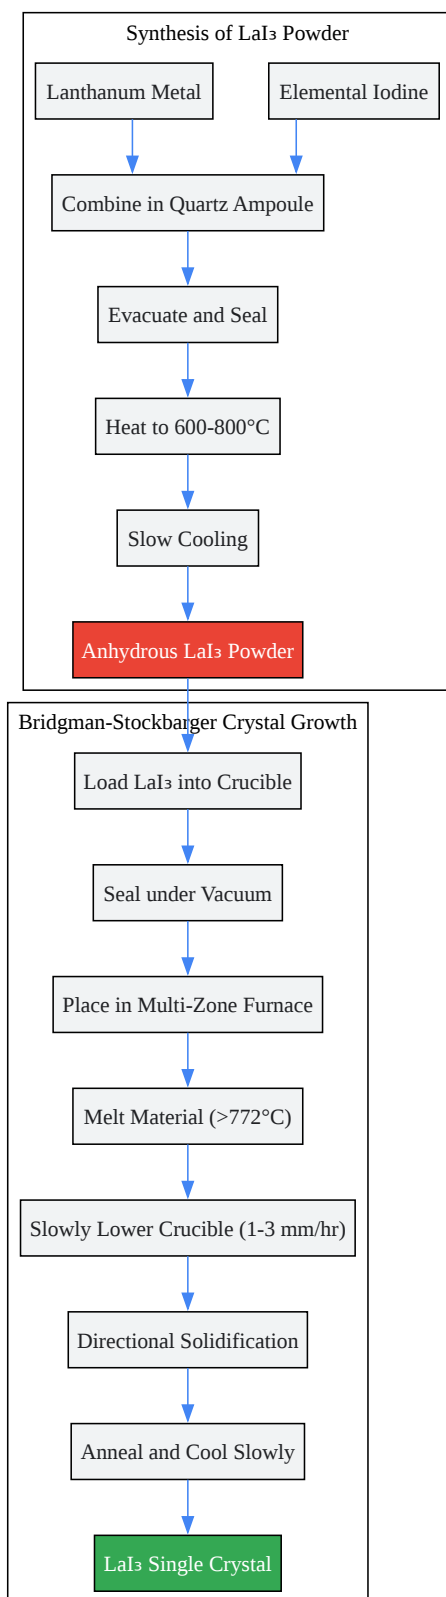 Synthesis of LaI₃ Powder
Lanthanum Metal
Elemental Iodine
Combine in Quartz Ampoule
Evacuate and Seal
Heat to 600-800°C
Slow Cooling
Anhydrous LaI₃ Powder
Bridgman-Stockbarger Crystal Growth
Load LaI₃ into Crucible
Seal under Vacuum
Place in Multi-Zone Furnace
Melt Material (>772°C)
Slowly Lower Crucible (1-3 mm/hr)
Directional Solidification
Anneal and Cool Slowly
LaI₃ Single Crystal